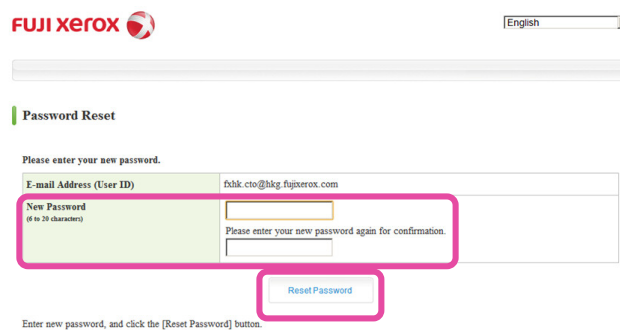 FUJI xerox
English
Password Reset
Please enter your new password.
E-mail Address (User ID)
fxhk.cto@hkg.fujixerox.com
New Password
(6 to 20 characters)
Please enter your new password again for confirmation.
Reset Password
Enter new password, and click the [Reset Password] button.